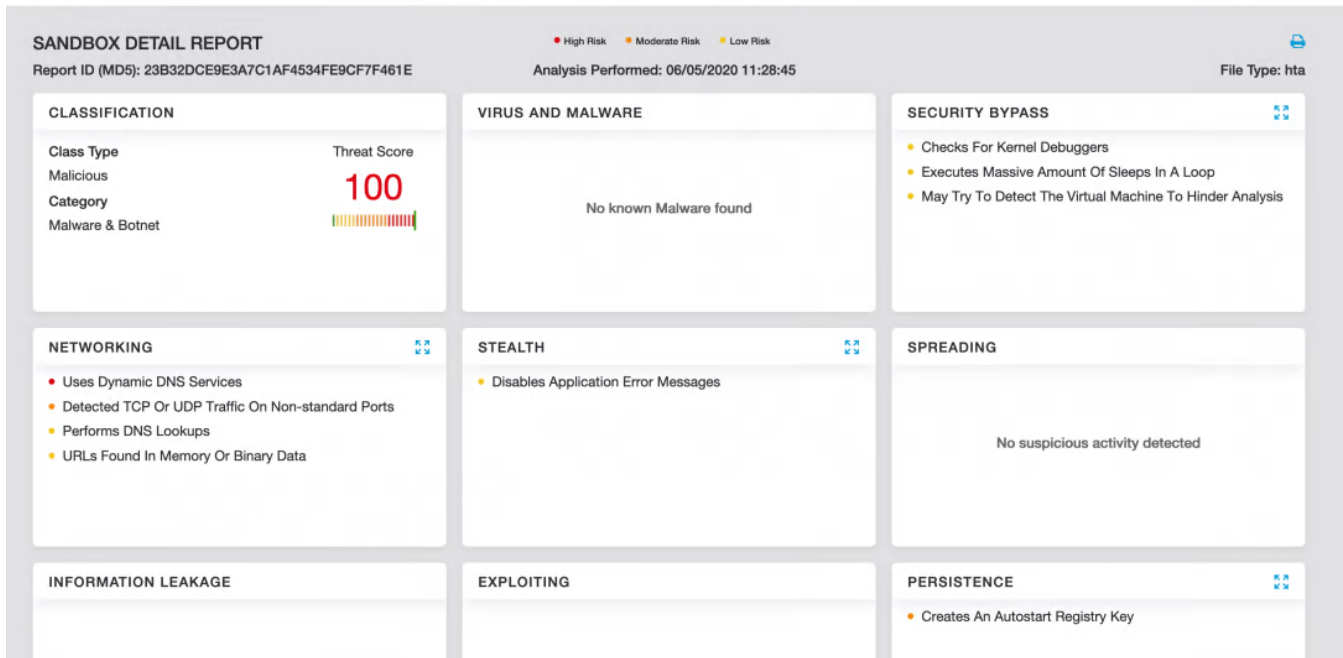 SANDBOX DETAIL REPORT
High Risk Moderate Risk Low Risk
Report ID (MD5): 23B32DCE9E3A7C1AF4534FE9CF7F461E
Analysis Performed: 06/05/2020 11:28:45
File Type: hta
CLASSIFICATION
Class Type
Malicious
Category
Malware & Botnet
Threat Score
100
VIRUS AND MALWARE
No known Malware found
SECURITY BYPASS
Checks For Kernel Debuggers
Executes Massive Amount Of Sleeps In A Loop
May Try To Detect The Virtual Machine To Hinder Analysis
NETWORKING
Uses Dynamic DNS Services
Detected TCP Or UDP Traffic On Non-standard Ports
Performs DNS Lookups
URLs Found In Memory Or Binary Data
STEALTH
Disables Application Error Messages
SPREADING
No suspicious activity detected
INFORMATION LEAKAGE
EXPLOITING
PERSISTENCE
Creates An Autostart Registry Key